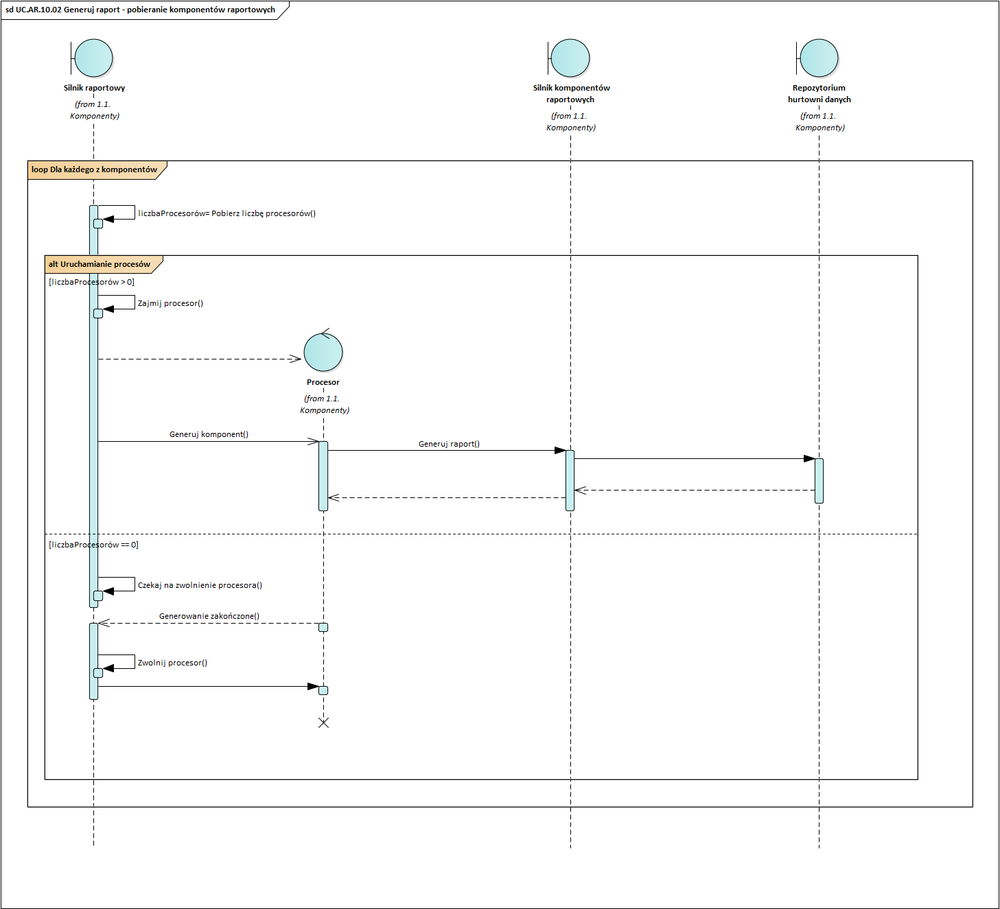 sd UC.AR.10.02 Generuj raport - pobieranie komponentów raportowych
Silnik raportowy
(from 1.1.
Komponenty)
Silnik komponentów
raportowych
(from 1.1.
Komponenty)
Repozytorium
hurtowni danych
(from 1.1.
Komponenty)
loop Dla każdego z komponentów
liczbaProcesorów= Pobierz liczbę procesorów()
alt Uruchamianie procesów
[liczbaProcesorów > 0]
Zajmij procesor()
Procesor
(from 1.1.
Komponenty)
Generuj komponent()
Generuj raport()
[liczbaProcesorów == 0]
Czekaj na zwolnienie procesora()
Generowanie zakończone()
Zwolnij procesor()